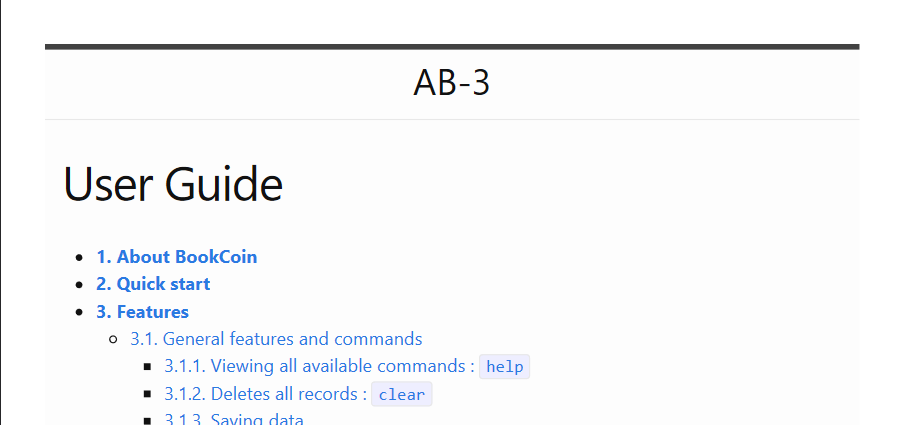 AB-3
User Guide
1. About BookCoin
2. Quick start
3. Features
3.1. General features and commands
3.1.1. Viewing all available commands : help
3.1.2. Deletes all records : clear
3.1.3. Saving data